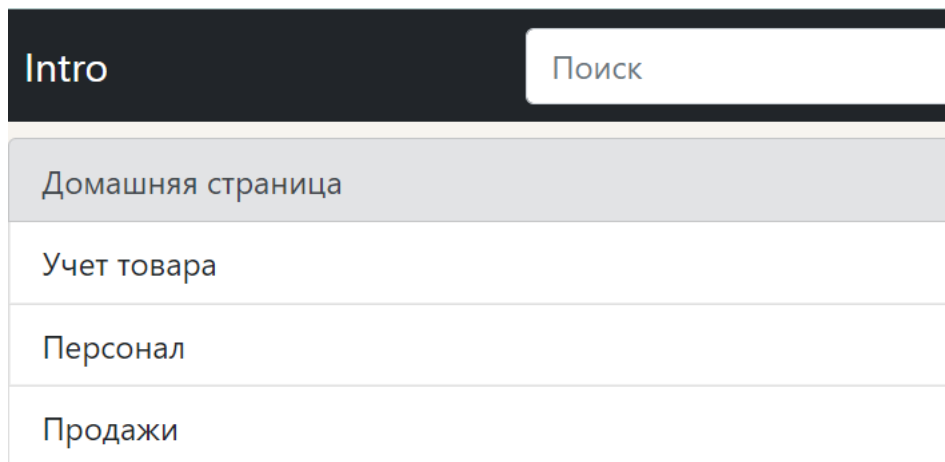 Intro
Поиск
Домашняя страница
Учет товара
Персонал
Продажи